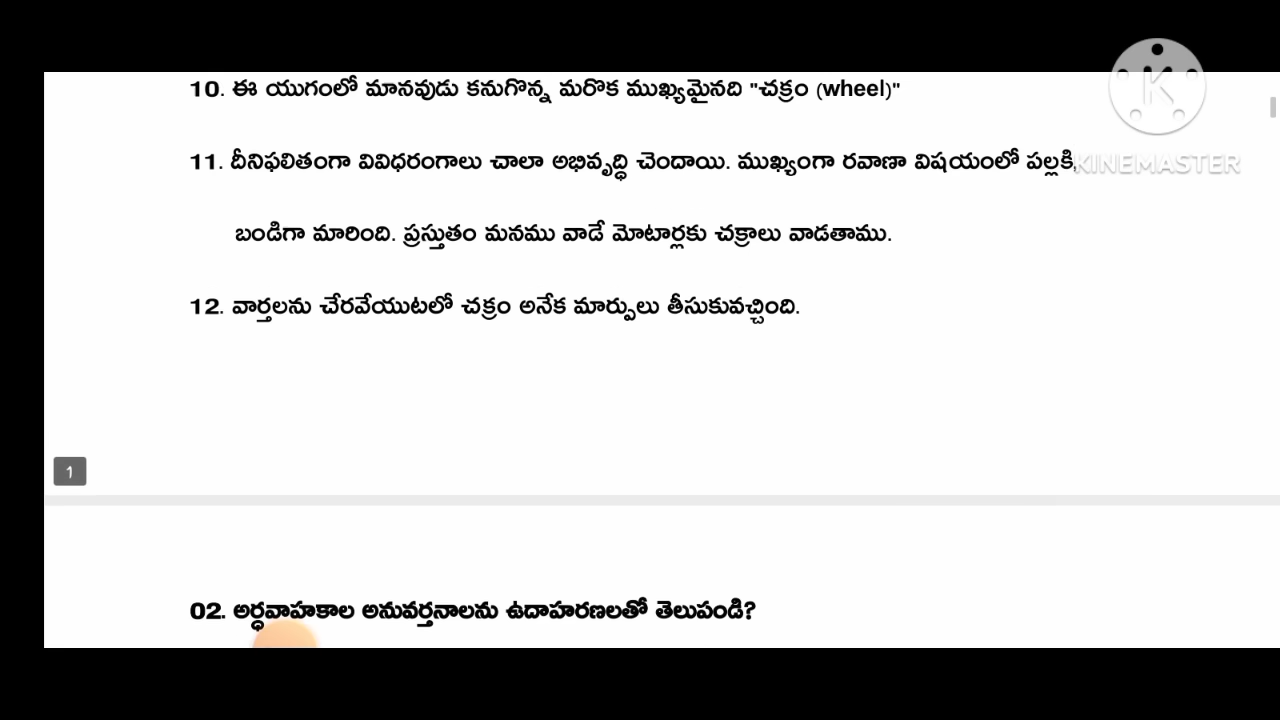 10. ఈ యుగంలో మానవుడు కనుగొన్న మరొక ముఖ్యమైనది "చక్రం (wheel)"
11. దీనిఫలితంగా వివిధరంగాలు చాలా అభివృద్ధి చెందాయి. ముఖ్యంగా రవాణా విషయంలో పల్లకి,
బండిగా మారింది. ప్రస్తుతం మనము వాడే మోటార్లకు చక్రాలు వాడతాము.
12. వార్తలను చేరవేయుటలో చక్రం అనేక మార్పులు తీసుకువచ్చింది.
1
02. అర్ధవాహకాల అనువర్తనాలను ఉదాహరణలతో తెలుపండి?
K
KINEMASTER